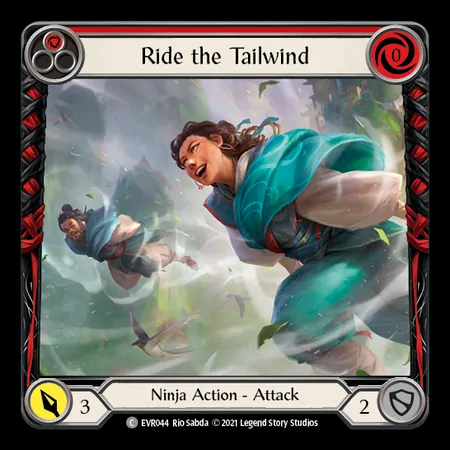 Ride the Tailwind
0
Ninja Action - Attack
3
2
C EVR044 Rio Sabda © 2021 Legend Story Studios